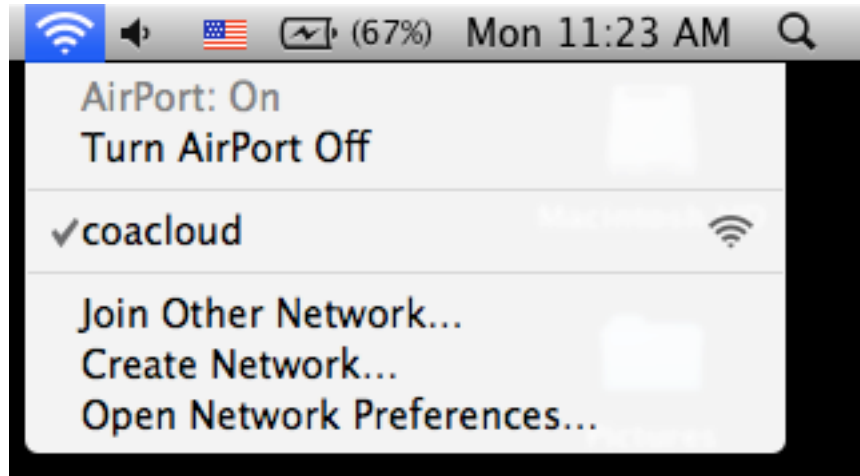 (67%) Mon 11:23 AM
AirPort: On
Turn AirPort Off
coacloud
Join Other Network...
Create Network...
Open Network Preferences...
Pictures